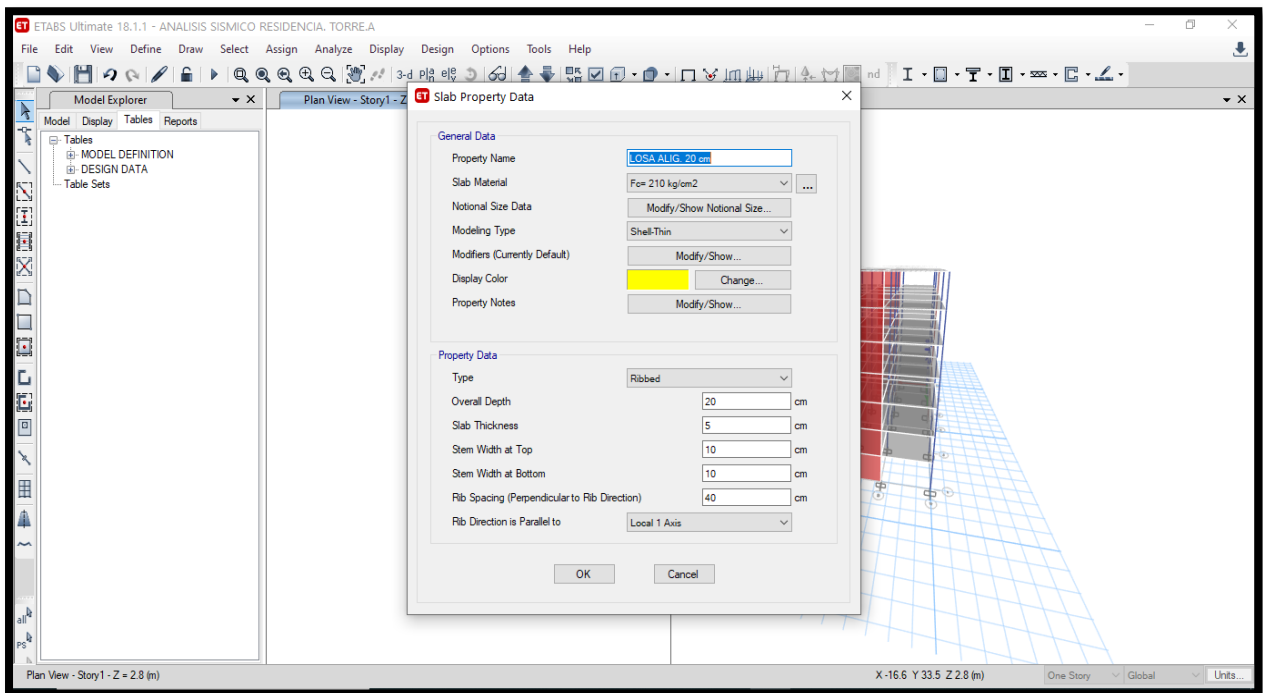 ET ETABS Ultimate 18.1.1 - ANALISIS SISMICO RESIDENCIA. TORRE.A
File Edit View Define Draw Select Assign Analyze Display Design Options Tools Help
3-d nd
Model Explorer
Plan View - Story1 - Z
Model Display Tables Reports
Tables
MODEL DEFINITION
DESIGN DATA
Table Sets
ET Slab Property Data
General Data
Property Name LOSA ALIG. 20 cm
Slab Material Fc= 210 kg/cm2 ...
Notional Size Data Modify/Show Notional Size...
Modeling Type Shell-Thin
Modifiers (Currently Default) Modify/Show...
Display Color Change...
Property Notes Modify/Show...
Property Data
Type Ribbed
Overall Depth 20 cm
Slab Thickness 5 cm
Stem Width at Top 10 cm
Stem Width at Bottom 10 cm
Rib Spacing (Perpendicular to Rib Direction) 40 cm
Rib Direction is Parallel to Local 1 Axis
OK Cancel
all
PS
Plan View - Story1 - Z = 2.8 (m) X -16.6 Y 33.5 Z 2.8 (m) One Story Global Units...